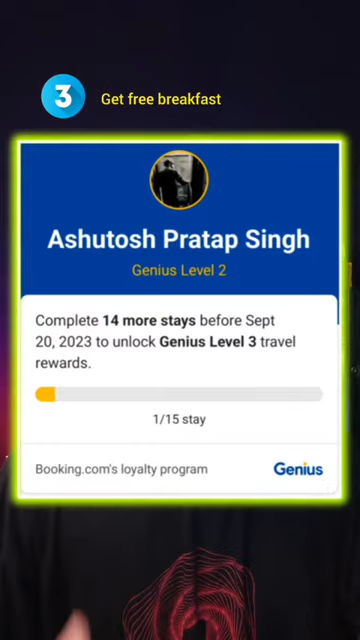 3
Get free breakfast
Ashutosh Pratap Singh
Genius Level 2
Complete 14 more stays before Sept
20, 2023 to unlock Genius Level 3 travel
rewards.
1/15 stay
Booking.com's loyalty program
Genius